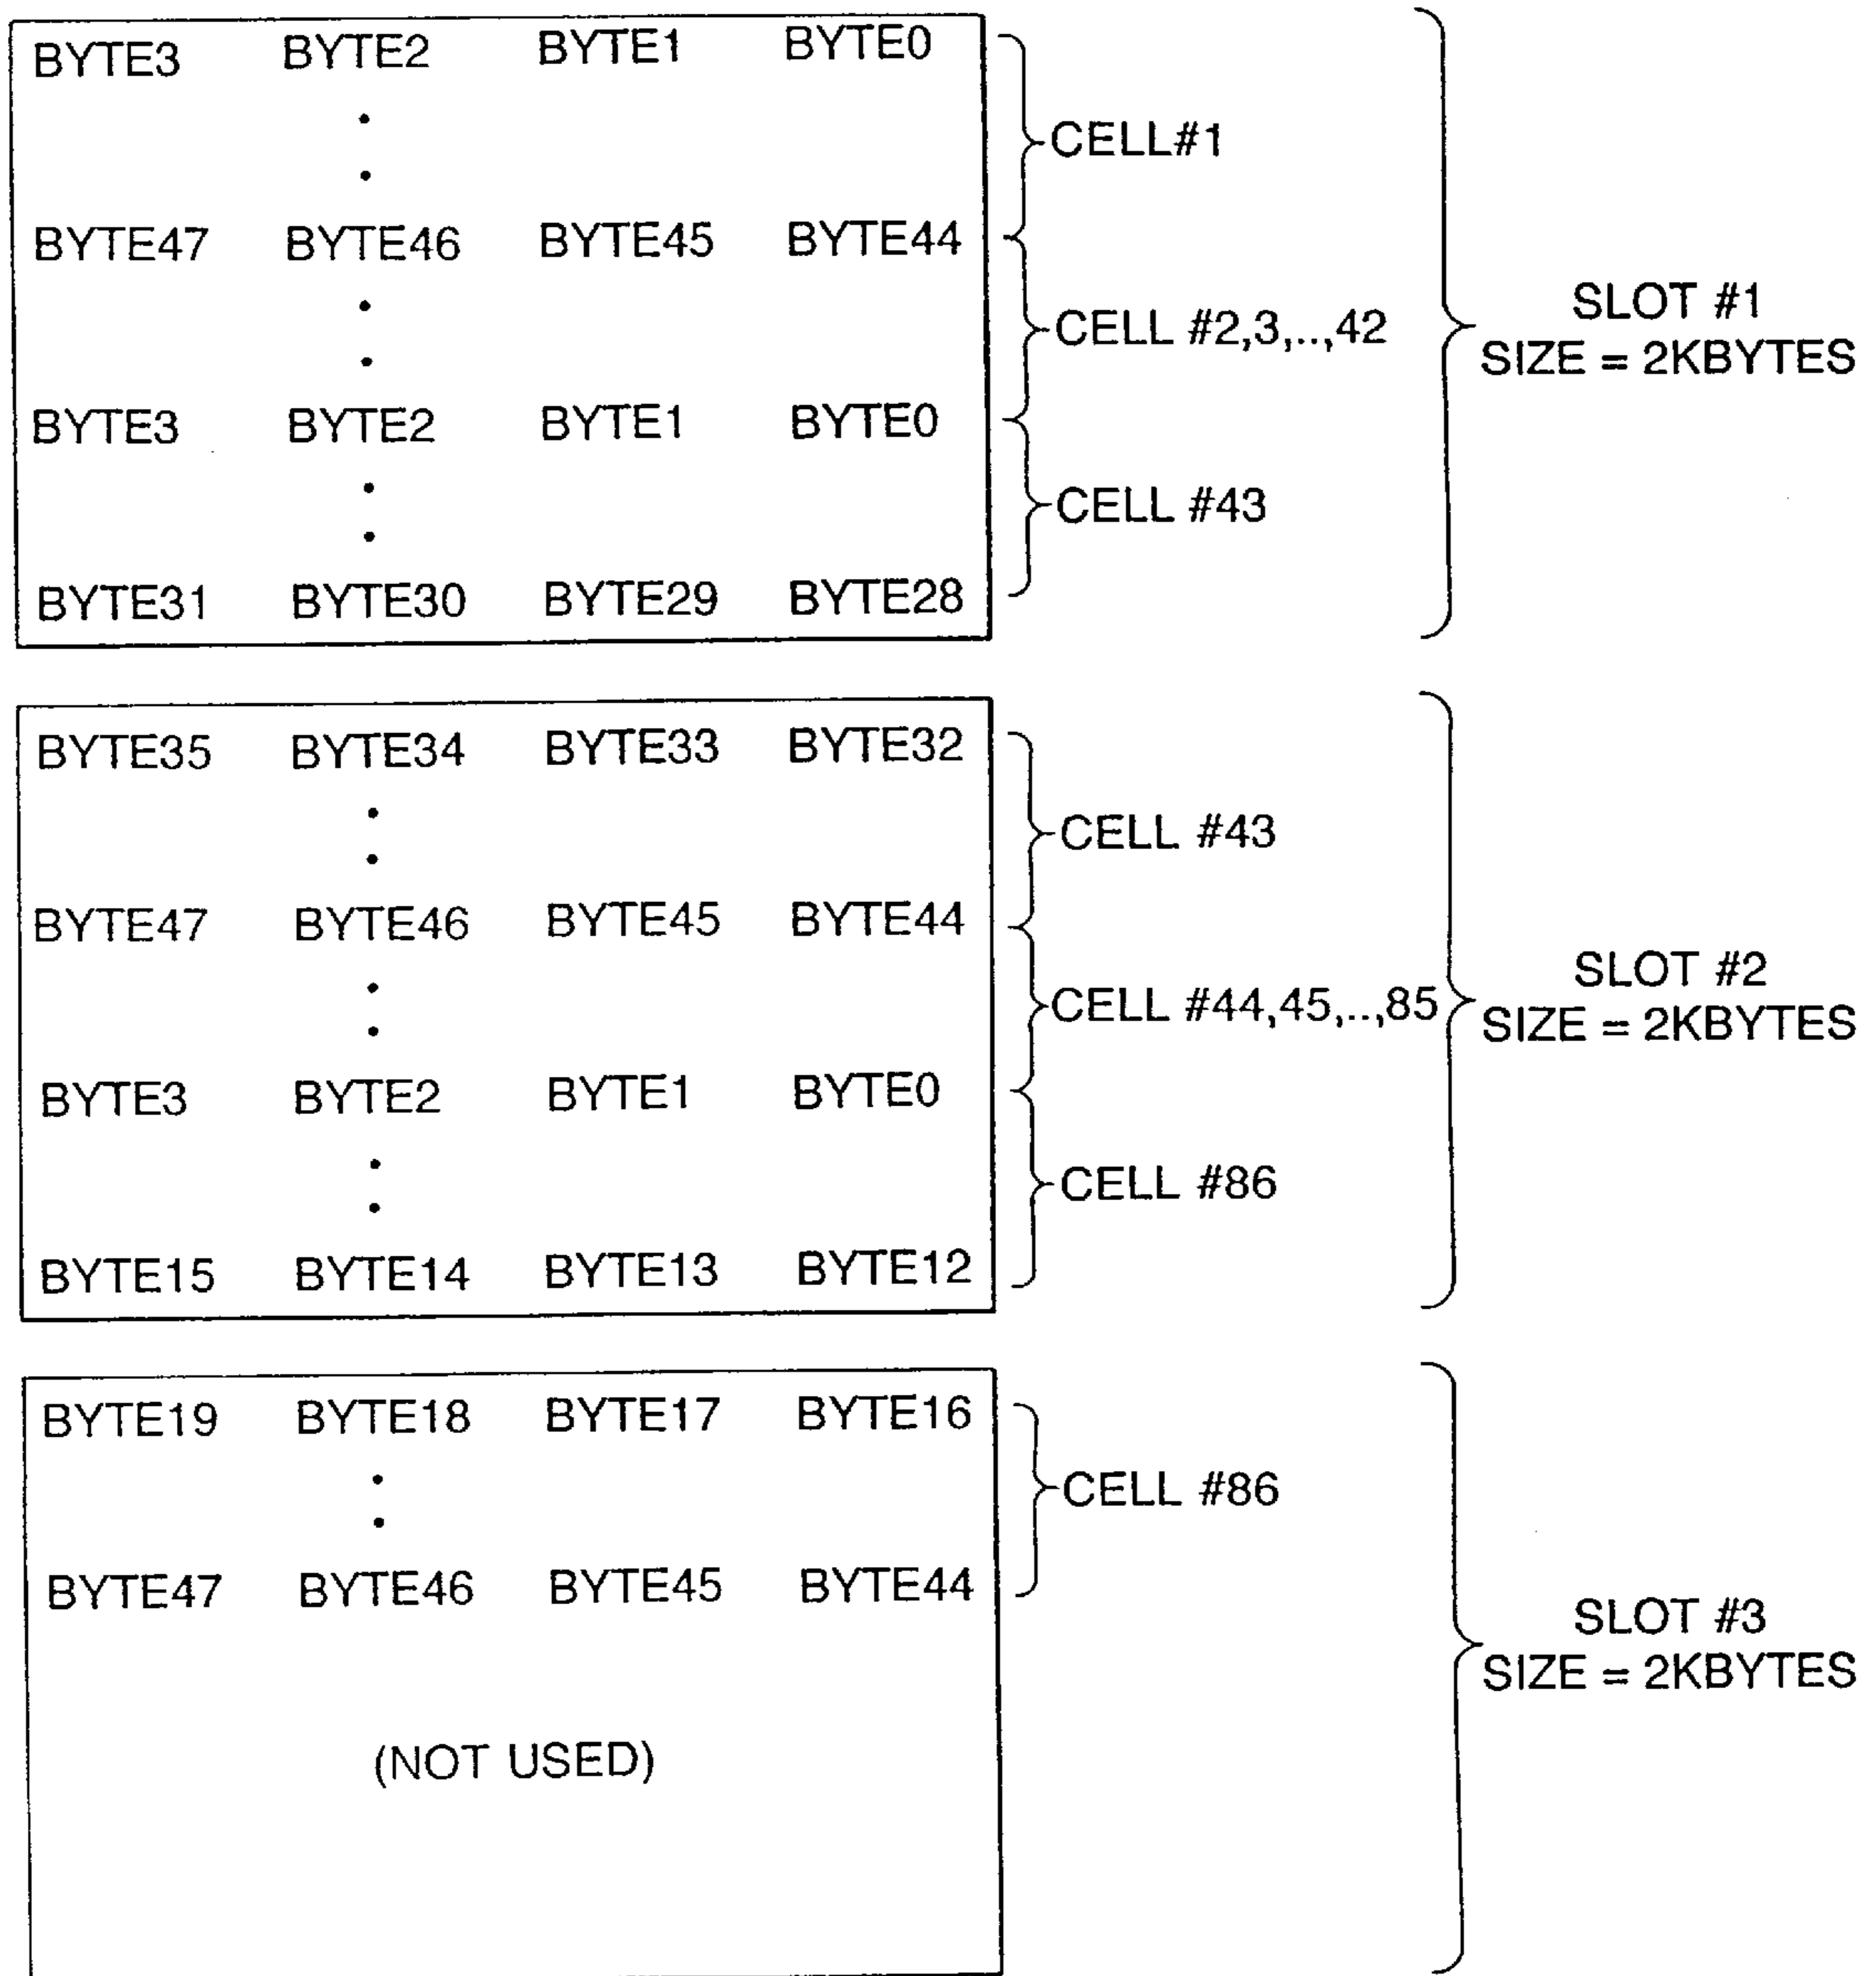 BYTE3 BYTE2 BYTE1 BYTE0
CELL#1
BYTE47 BYTE46 BYTE45 BYTE44
CELL #2,3,..,42
SLOT #1
SIZE = 2KBYTES
BYTE3 BYTE2 BYTE1 BYTE0
CELL #43
BYTE31 BYTE30 BYTE29 BYTE28
BYTE35 BYTE34 BYTE33 BYTE32
CELL #43
BYTE47 BYTE46 BYTE45 BYTE44
CELL #44,45,..,85
SLOT #2
SIZE = 2KBYTES
BYTE3 BYTE2 BYTE1 BYTE0
CELL #86
BYTE15 BYTE14 BYTE13 BYTE12
BYTE19 BYTE18 BYTE17 BYTE16
CELL #86
BYTE47 BYTE46 BYTE45 BYTE44
SLOT #3
SIZE = 2KBYTES
(NOT USED)